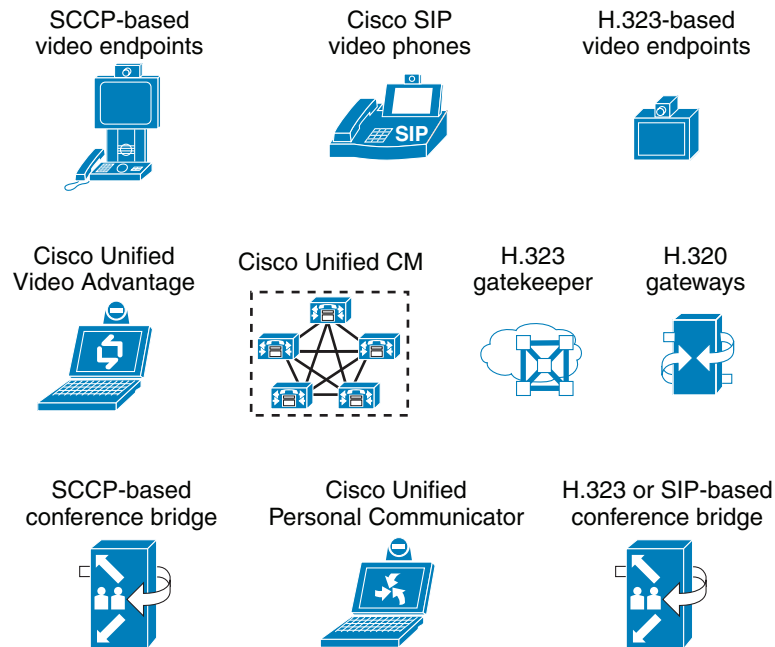 SCCP-based
video endpoints
Cisco SIP
video phones
H.323-based
video endpoints
SIP
Cisco Unified
Video Advantage
Cisco Unified CM
H.323
gatekeeper
H.320
gateways
SCCP-based
conference bridge
Cisco Unified
Personal Communicator
H.323 or SIP-based
conference bridge